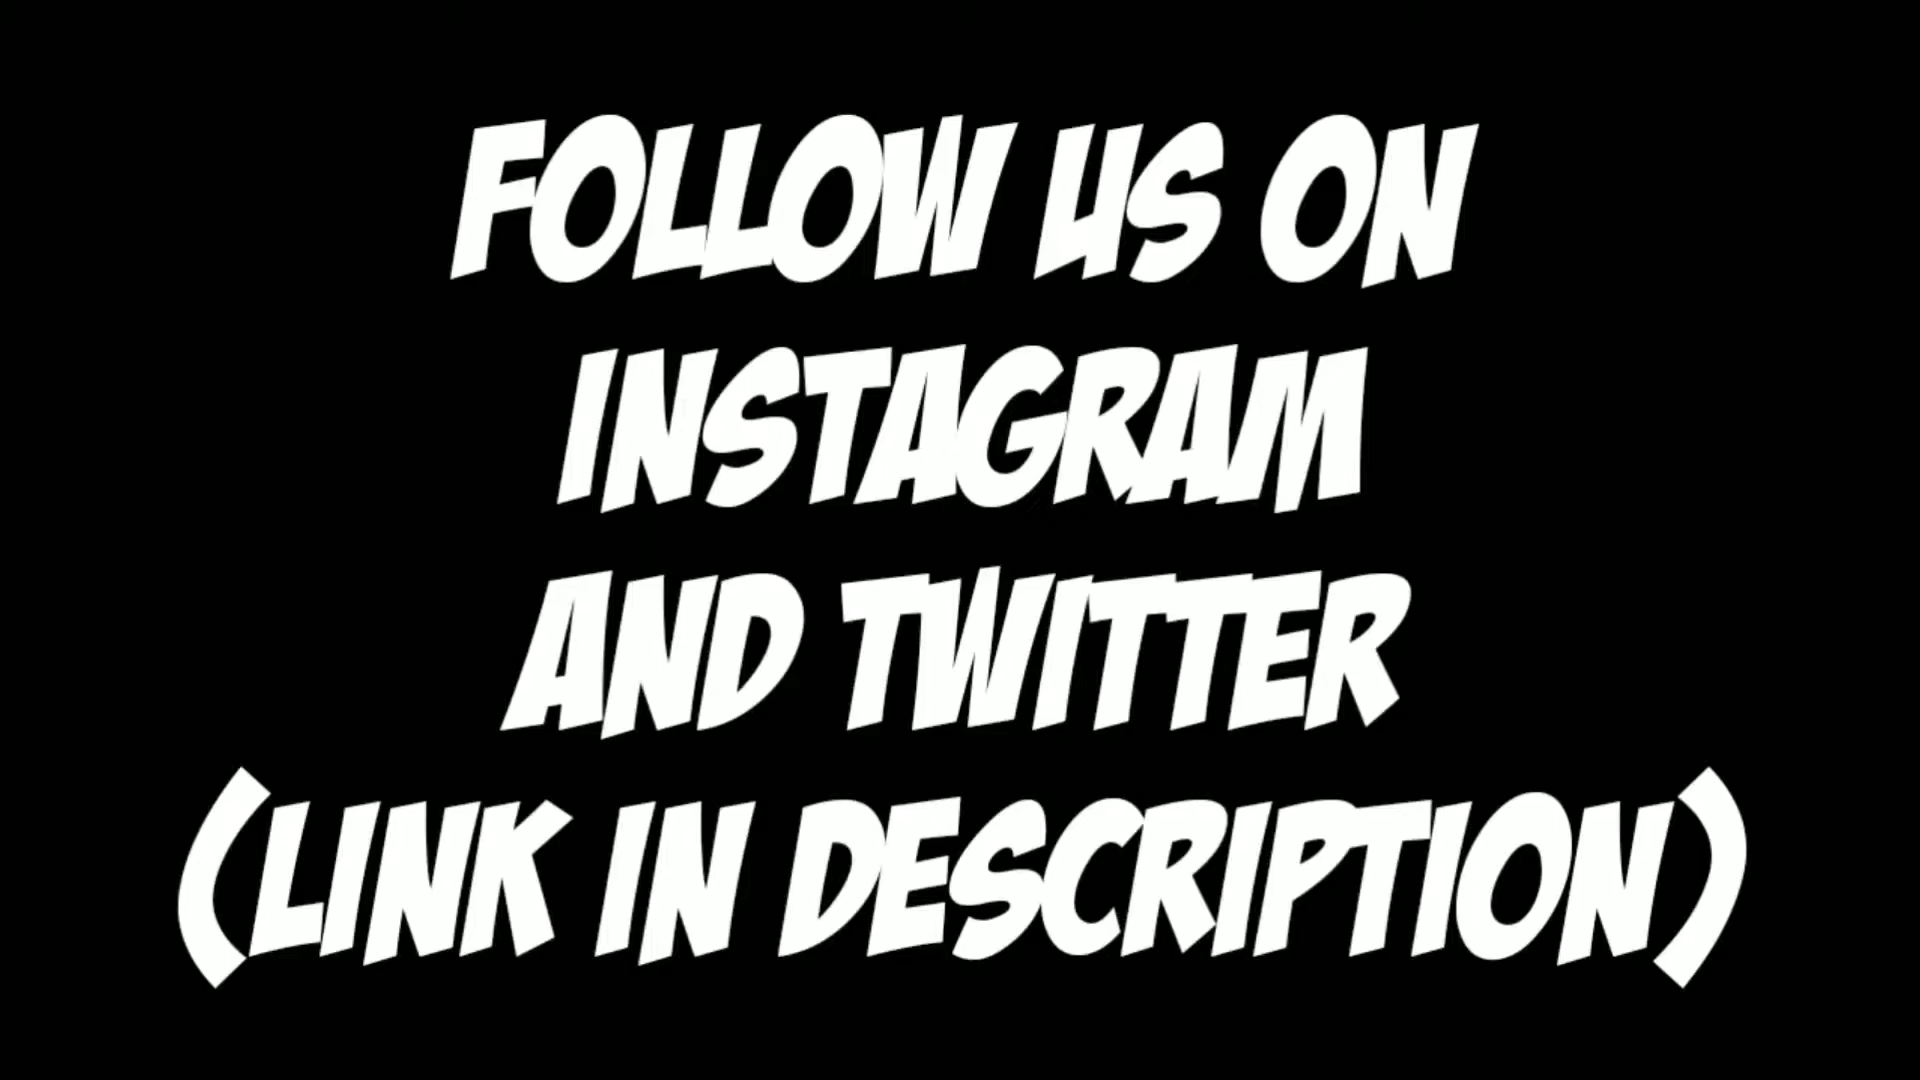 FOLLOW US ON
INSTAGRAM
AND TWITTER
(LINK IN DESCRIPTION)